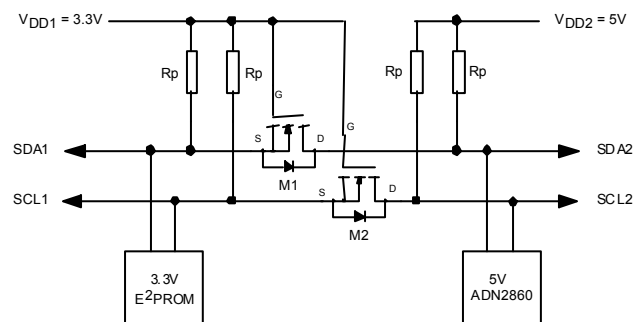 VDD1 = 3.3V
VDD2 = 5V
Rp
Rp
Rp
Rp
G
G
S
D
SDA1
SDA2
M1
SCL1
S
D
SCL2
M2
3.3V
E²PROM
5V
ADN2860